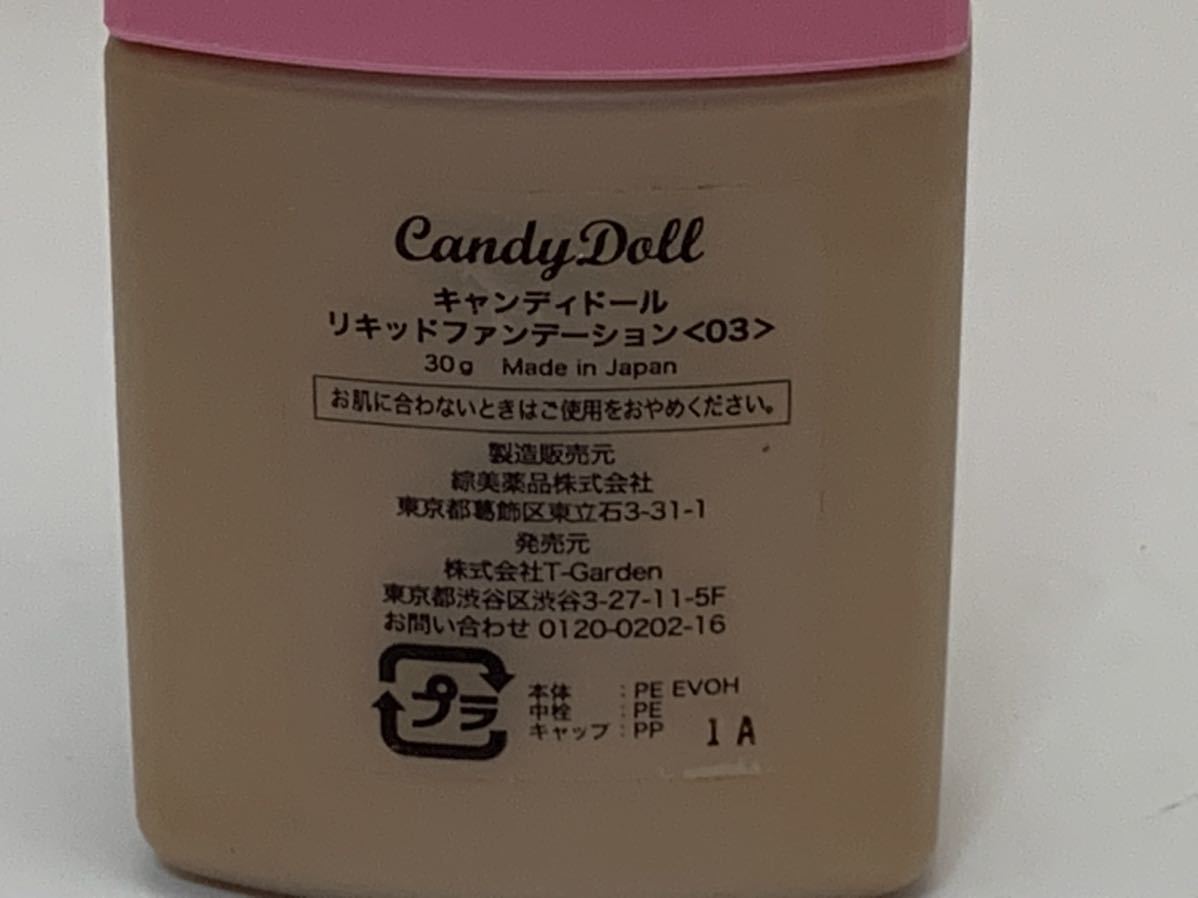 CandyDoll
キャンディドール
リキッドファンデーション<03>
30g Made in Japan
お肌に合わないときはご使用をおやめください。
製造販売元
綜美薬品株式会社
東京都葛飾区東立石3-31-1
発売元
株式会社T-Garden
東京都渋谷区渋谷3-27-11-5F
お問い合わせ 0120-0202-16
プラ
本体 : PE EVOH
中栓 : PE
キャップ : PP
1A